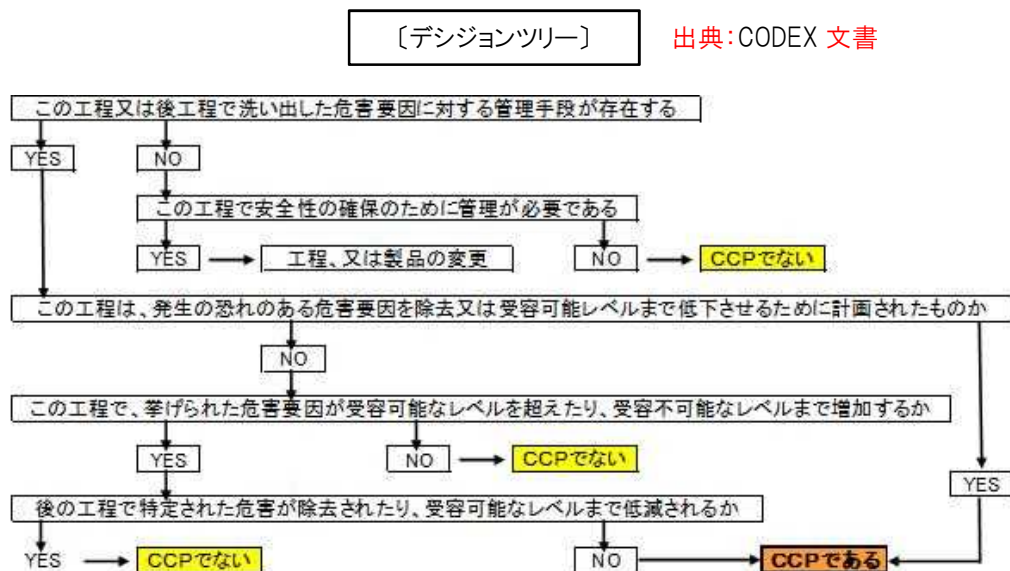 〔デシジョンツリー〕 出典：CODEX 文書
この工程又は後工程で洗い出した危害要因に対する管理手段が存在する
YES NO
この工程で安全性の確保のために管理が必要である
YES 工程、又は製品の変更 NO CCPでない
この工程は、発生の恐れのある危害要因を除去又は受容可能レベルまで低下させるために計画されたものか
NO
この工程で、挙げられた危害要因が受容可能なレベルを超えたり、受容不可能なレベルまで増加するか
YES NO CCPでない
YES
後の工程で特定された危害が除去されたり、受容可能なレベルまで低減されるか
YES CCPでない NO CCPである